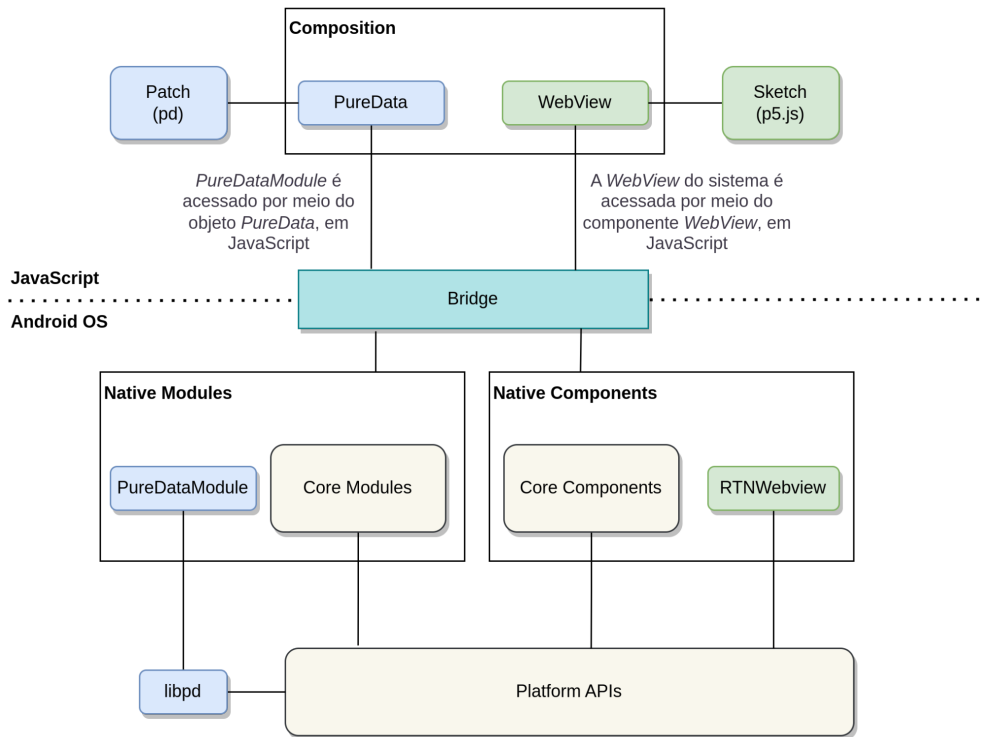 Composition
Patch
(pd)
PureData
WebView
Sketch
(p5.js)
PureDataModule é
acessado por meio do
objeto PureData, em
JavaScript
A WebView do sistema é
acessada por meio do
componente WebView, em
JavaScript
JavaScript
Bridge
Android OS
Native Modules
Native Components
PureDataModule
Core Modules
Core Components
RTNWebview
libpd
Platform APIs